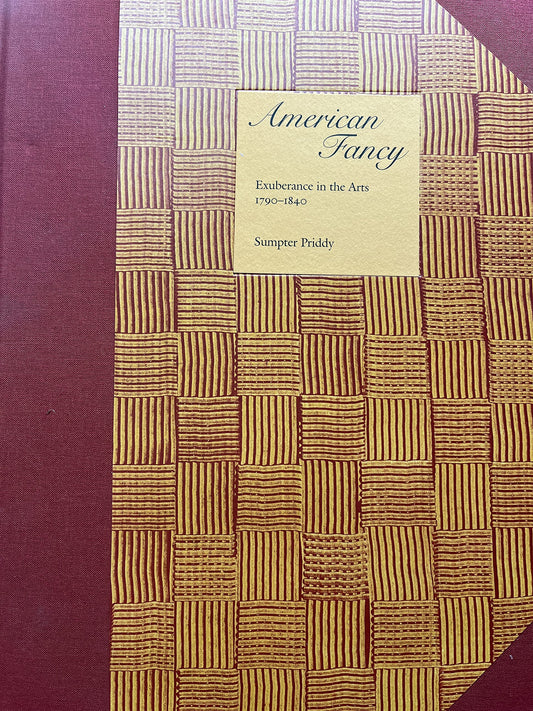 American
Fancy
Exuberance in the Arts
1790–1840
Sumpter Priddy